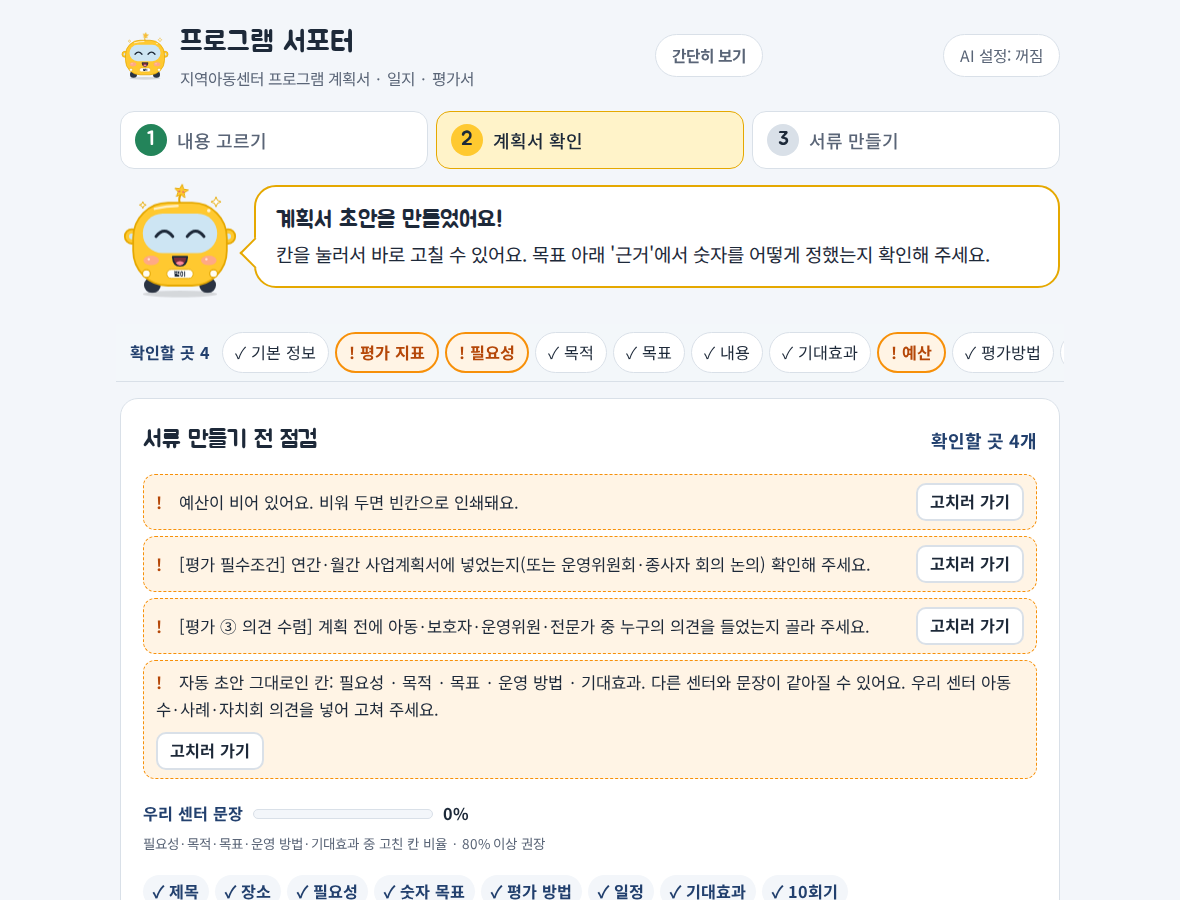 프로그램 서포터
지역아동센터 프로그램 계획서 · 일지 · 평가서
간단히 보기
AI 설정: 꺼짐
1 내용 고르기
2 계획서 확인
3 서류 만들기
계획서 초안을 만들었어요!
칸을 눌러서 바로 고칠 수 있어요. 목표 아래 '근거'에서 숫자를 어떻게 정했는지 확인해 주세요.
확인할 곳 4
✓ 기본 정보
! 평가 지표
! 필요성
✓ 목적
✓ 목표
✓ 내용
✓ 기대효과
! 예산
✓ 평가방법
서류 만들기 전 점검
확인할 곳 4개
! 예산이 비어 있어요. 비워 두면 빈칸으로 인쇄돼요.
고치러 가기
! [평가 필수조건] 연간·월간 사업계획서에 넣었는지(또는 운영위원회·종사자 회의 논의) 확인해 주세요.
고치러 가기
! [평가 ③ 의견 수렴] 계획 전에 아동·보호자·운영위원·전문가 중 누구의 의견을 들었는지 골라 주세요.
고치러 가기
! 자동 초안 그대로인 칸: 필요성 · 목적 · 목표 · 운영 방법 · 기대효과. 다른 센터와 문장이 같아질 수 있어요. 우리 센터 아동
수·사례·자치회 의견을 넣어 고쳐 주세요.
고치러 가기
우리 센터 문장 0%
필요성·목적·목표·운영 방법·기대효과 중 고친 칸 비율 · 80% 이상 권장
✓ 제목
✓ 장소
✓ 필요성
✓ 숫자 목표
✓ 평가 방법
✓ 일정
✓ 기대효과
✓ 10회기